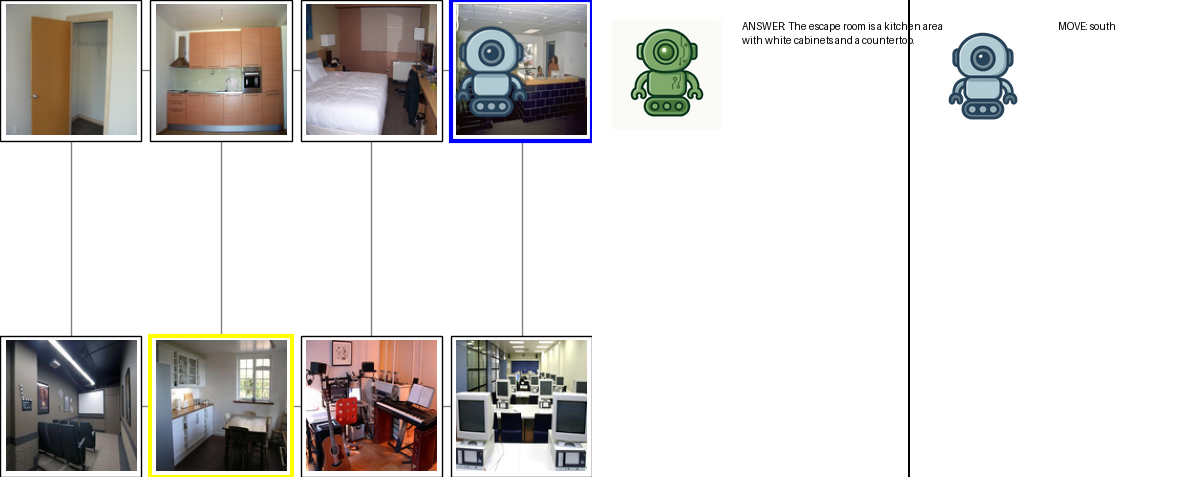 ANSWER: The escape room is a kitchen area
with white cabinets and a countertop.
MOVE: south